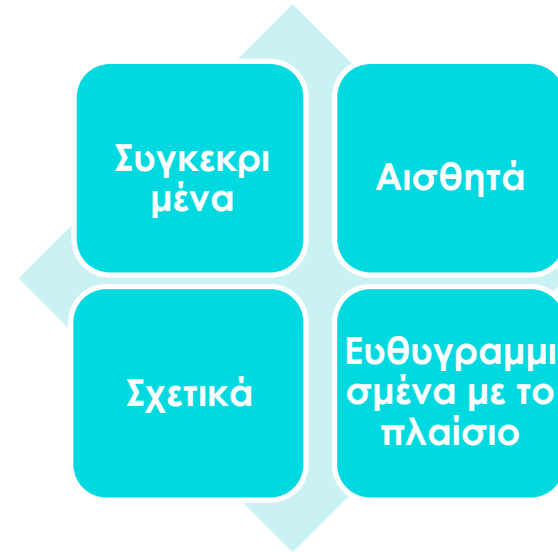 Συγκεκρι
μένα
Αισθητά
Σχετικά
Ευθυγραμμι
σμένα με το
πλαίσιο